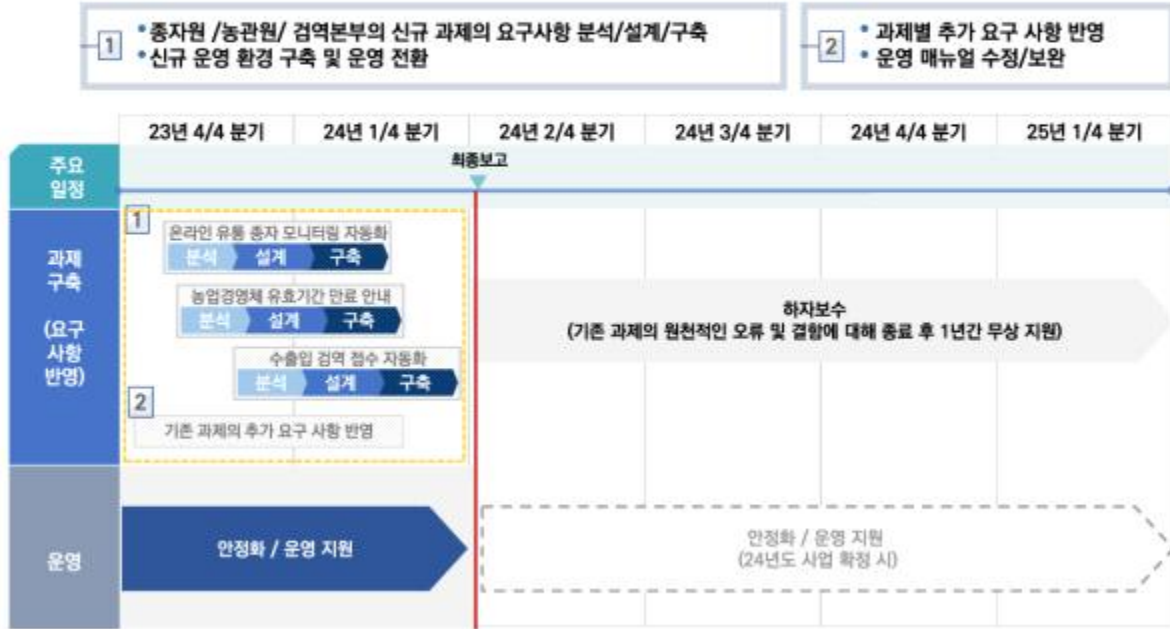 1
• 종자원 /농관원/ 검역본부의 신규 과제의 요구사항 분석/설계/구축
• 신규 운영 환경 구축 및 운영 전환
2
• 과제별 추가 요구 사항 반영
• 운영 매뉴얼 수정/보완
23년 4/4 분기 24년 1/4 분기 24년 2/4 분기 24년 3/4 분기 24년 4/4 분기 25년 1/4 분기
주요
일정
최종보고
과제
구축
(요구
사항
반영)
1
온라인 유통 종자 모니터링 자동화
분석 설계 구축
농업경영체 유효기간 만료 안내
분석 설계 구축
수출입 검역 접수 자동화
분석 설계 구축
2
기존 과제의 추가 요구 사항 반영
하자보수
(기존 과제의 원천적인 오류 및 결함에 대해 종료 후 1년간 무상 지원)
운영
안정화 / 운영 지원
안정화 / 운영 지원
(24년도 사업 확정 시)